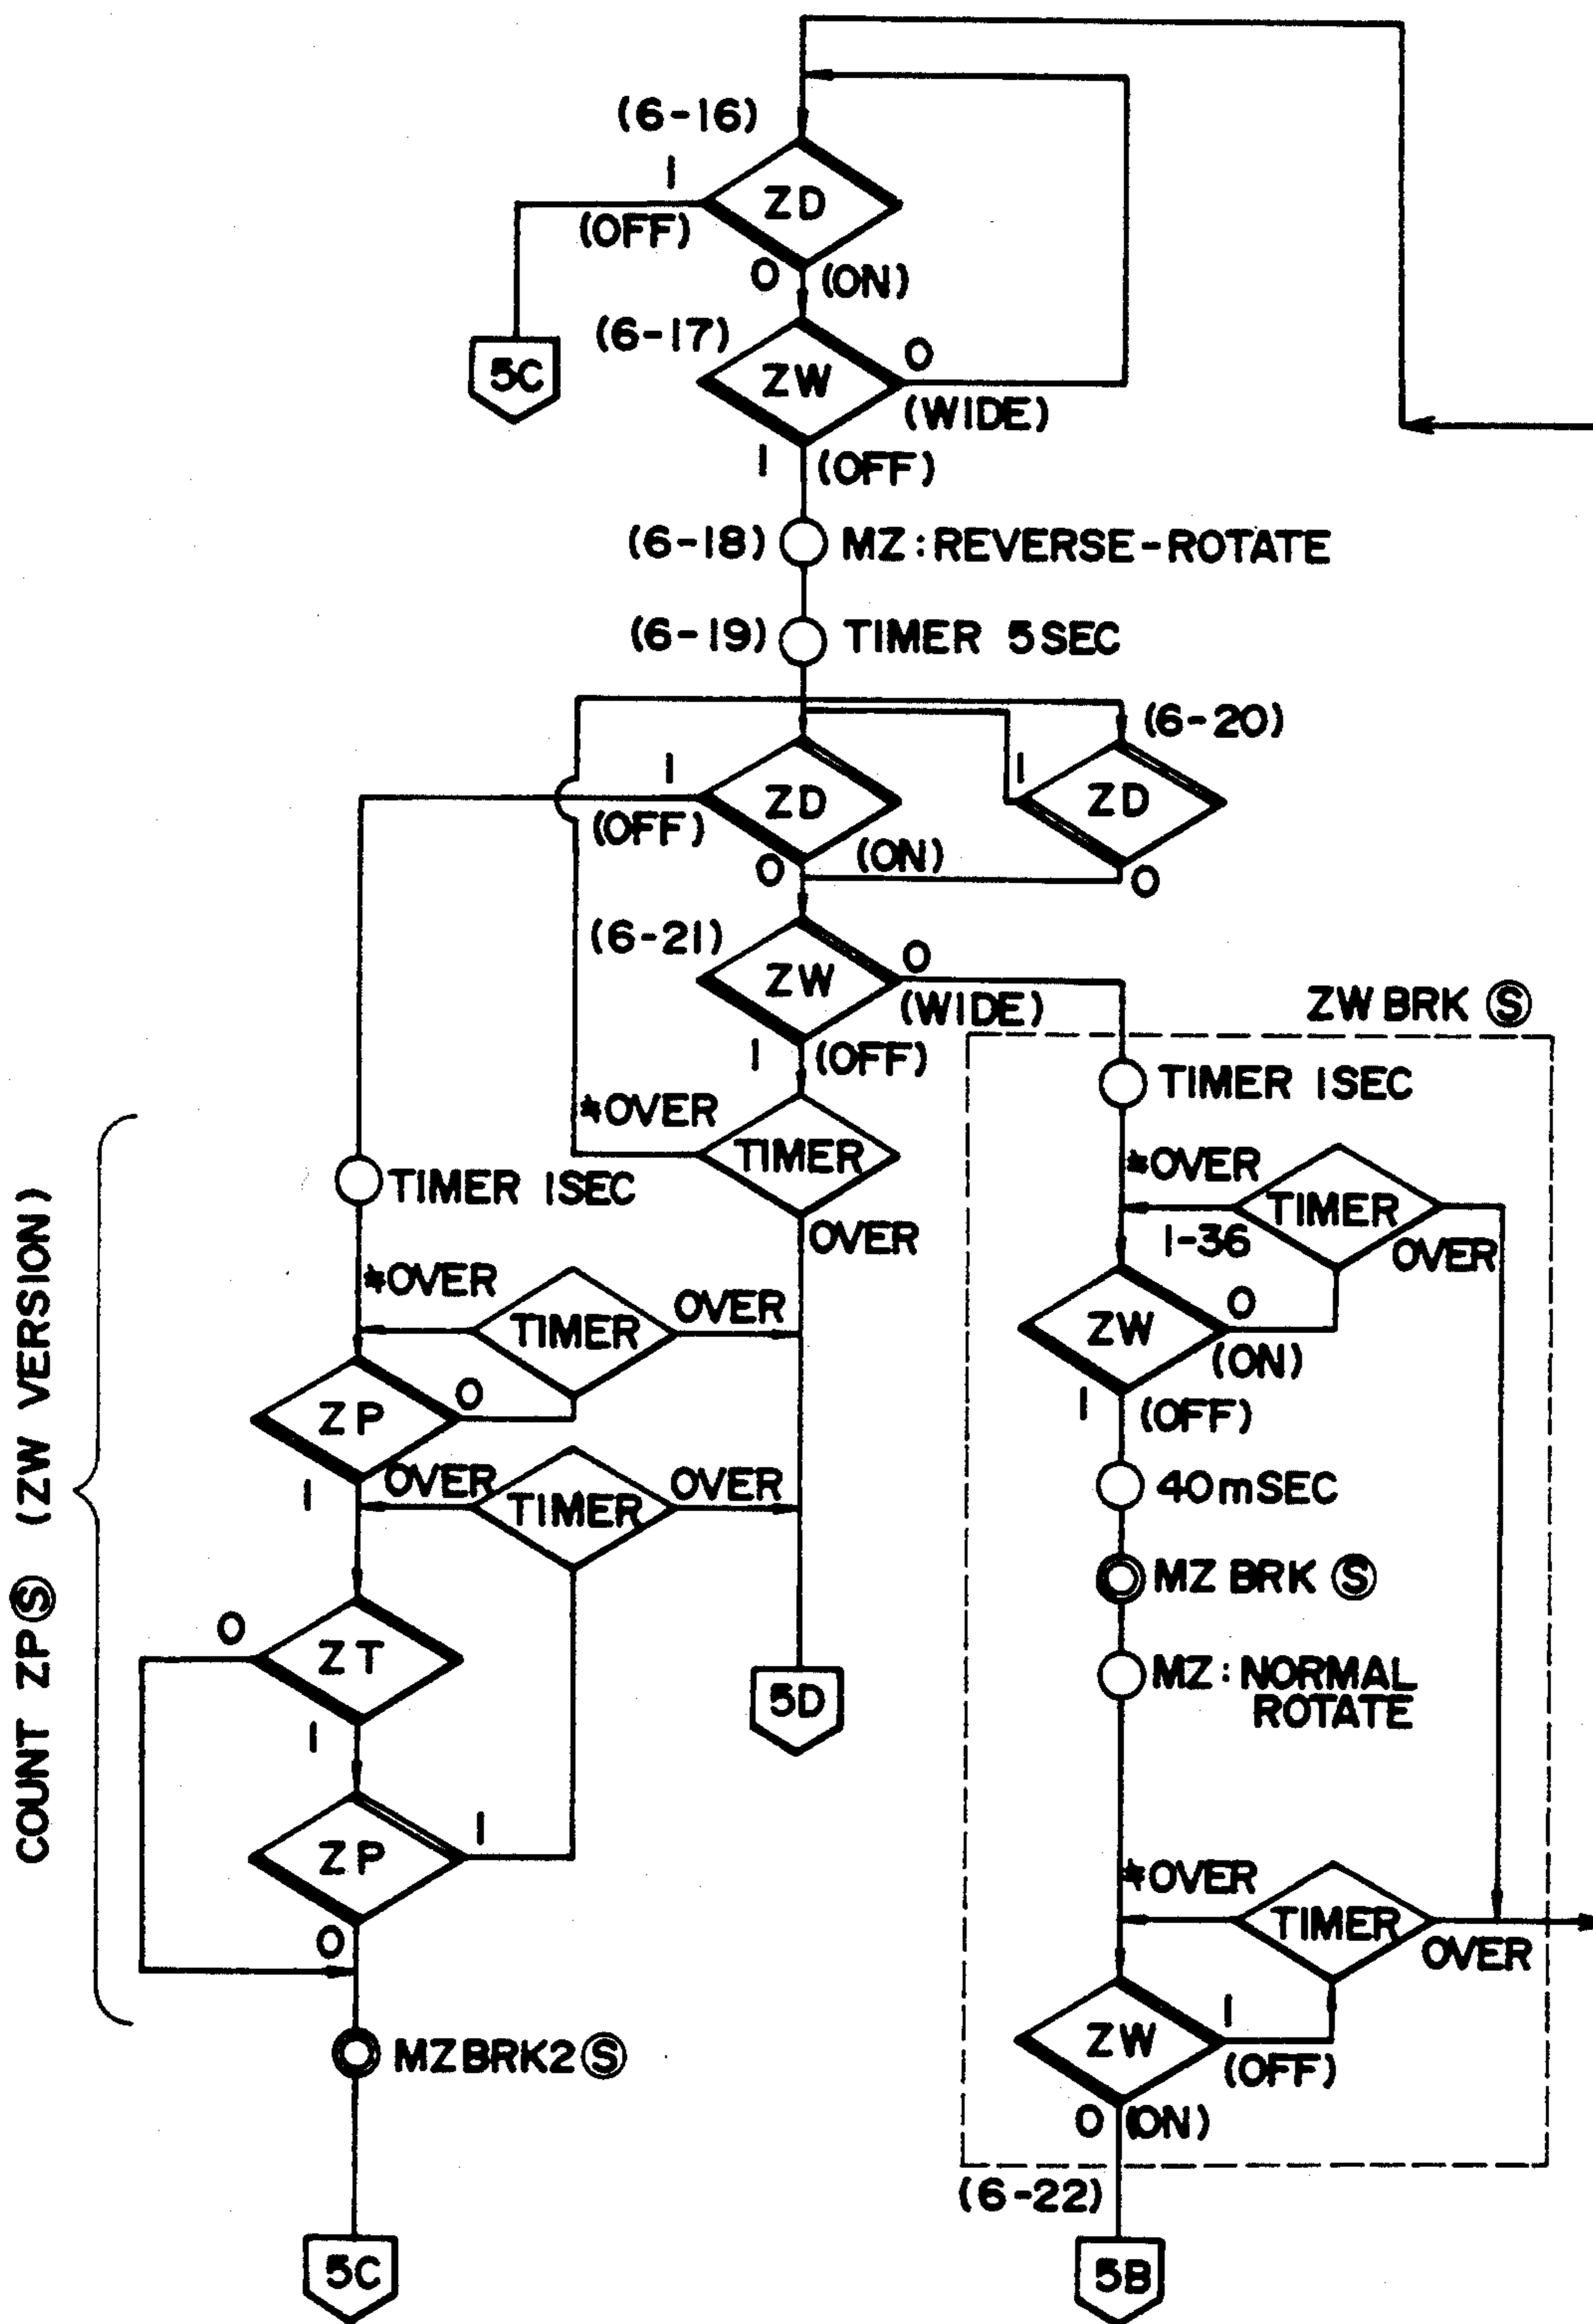 (6-16)
1
ZD
(OFF)
0 (ON)
5C
(6-17)
ZW
0
(WIDE)
1 (OFF)
(6-18) MZ:REVERSE-ROTATE
(6-19) TIMER 5SEC
(6-20)
1
ZD
(OFF)
0 (ON)
1
ZD
0
(6-21)
ZW
0
(WIDE)
1 (OFF)
*OVER
TIMER
OVER
ZW BRK Ⓢ
TIMER 1SEC
*OVER
TIMER
1-36
OVER
ZW
0
(ON)
1 (OFF)
40mSEC
MZ BRK Ⓢ
MZ:NORMAL
ROTATE
*OVER
TIMER
OVER
ZW
1
(OFF)
0 (ON)
(6-22)
5B
COUNT ZPⓈ (ZW VERSION)
TIMER 1SEC
*OVER
TIMER
OVER
ZP
0
1
OVER
TIMER
OVER
0
ZT
1
5D
ZP
1
0
MZBRK2Ⓢ
5C